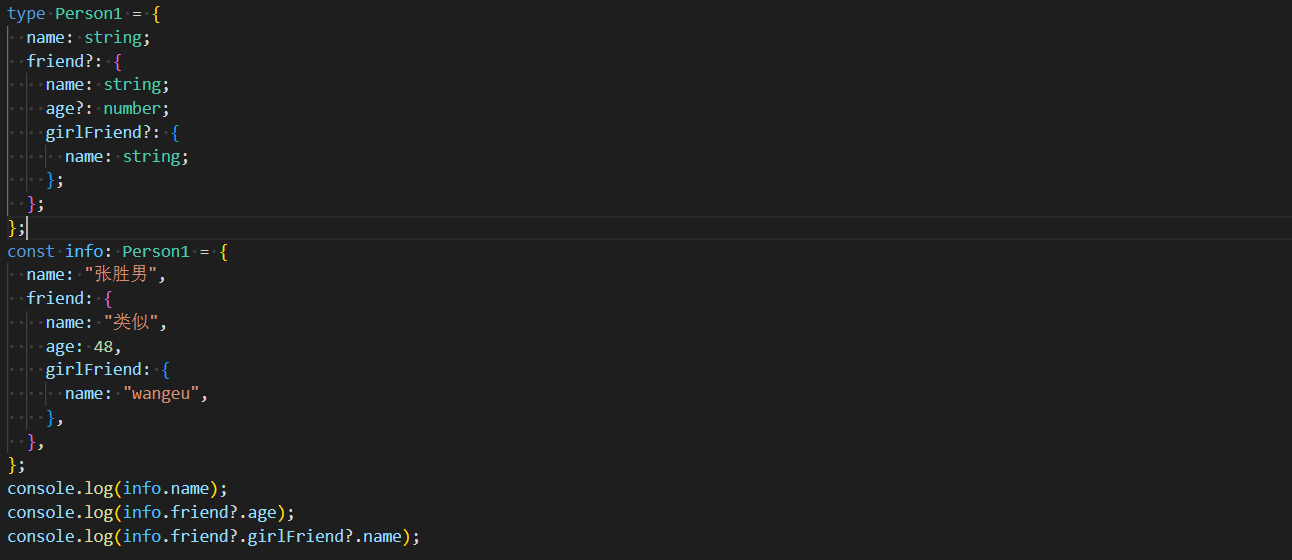 type Person1 = {
  name: string;
  friend?: {
    name: string;
    age?: number;
    girlFriend?: {
      name: string;
    };
  };
};
const info: Person1 = {
  name: "张胜男",
  friend: {
    name: "类似",
    age: 48,
    girlFriend: {
      name: "wangeu",
    },
  },
};
console.log(info.name);
console.log(info.friend?.age);
console.log(info.friend?.girlFriend?.name);